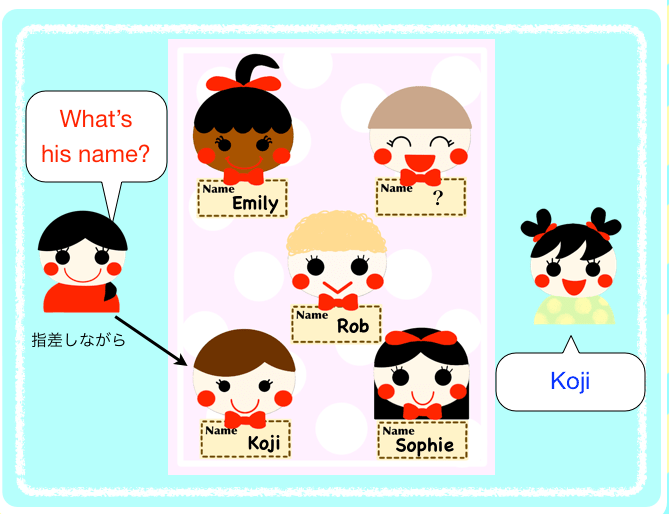 What's
his name?
指差しながら
Name
Emily
Name
?
Name
Rob
Name
Koji
Name
Sophie
Koji